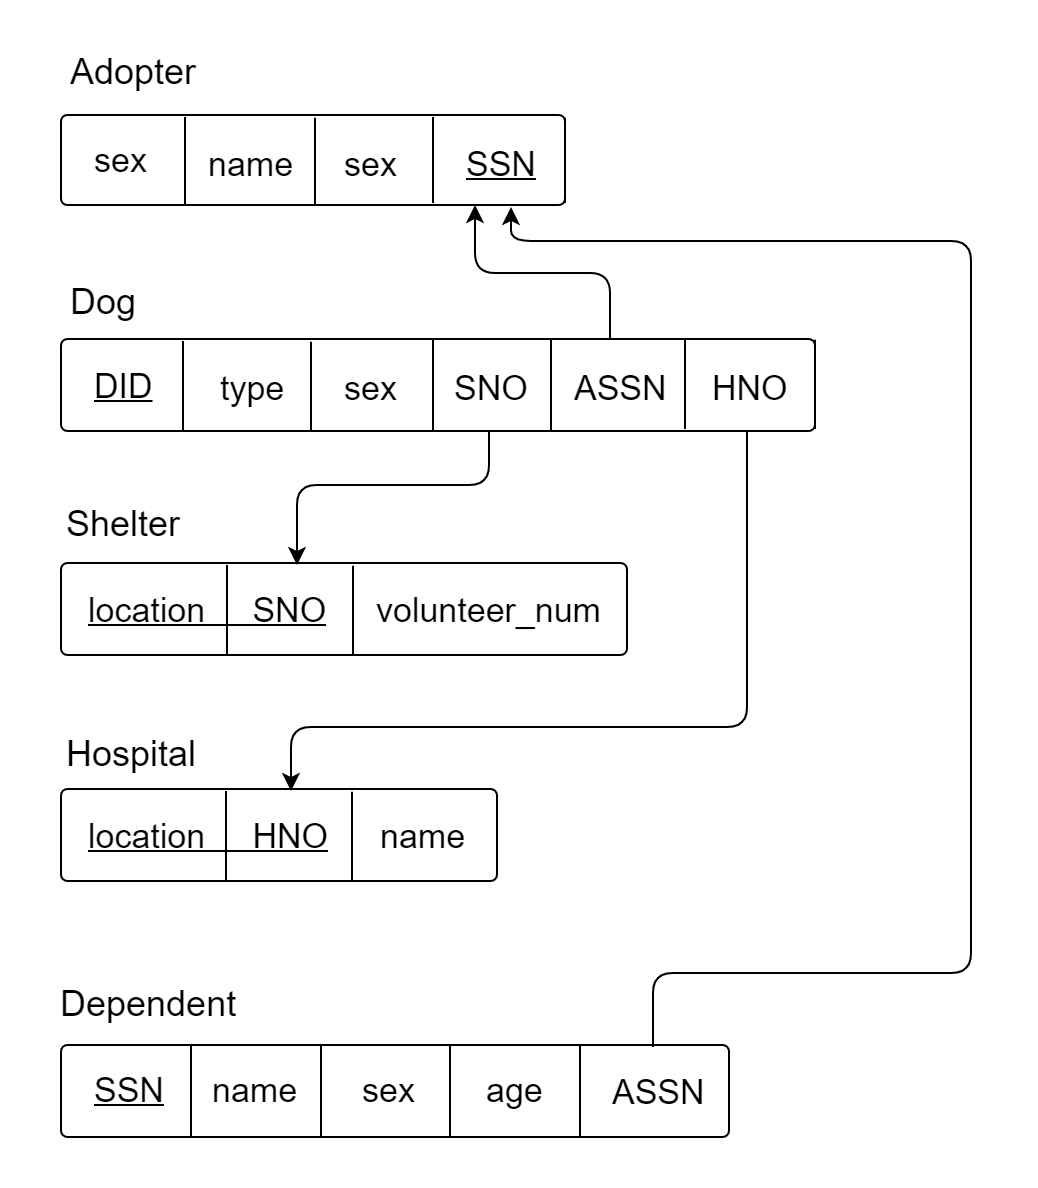 Adopter
sex name sex SSN
Dog
DID type sex SNO ASSN HNO
Shelter
location SNO volunteer_num
Hospital
location HNO name
Dependent
SSN name sex age ASSN